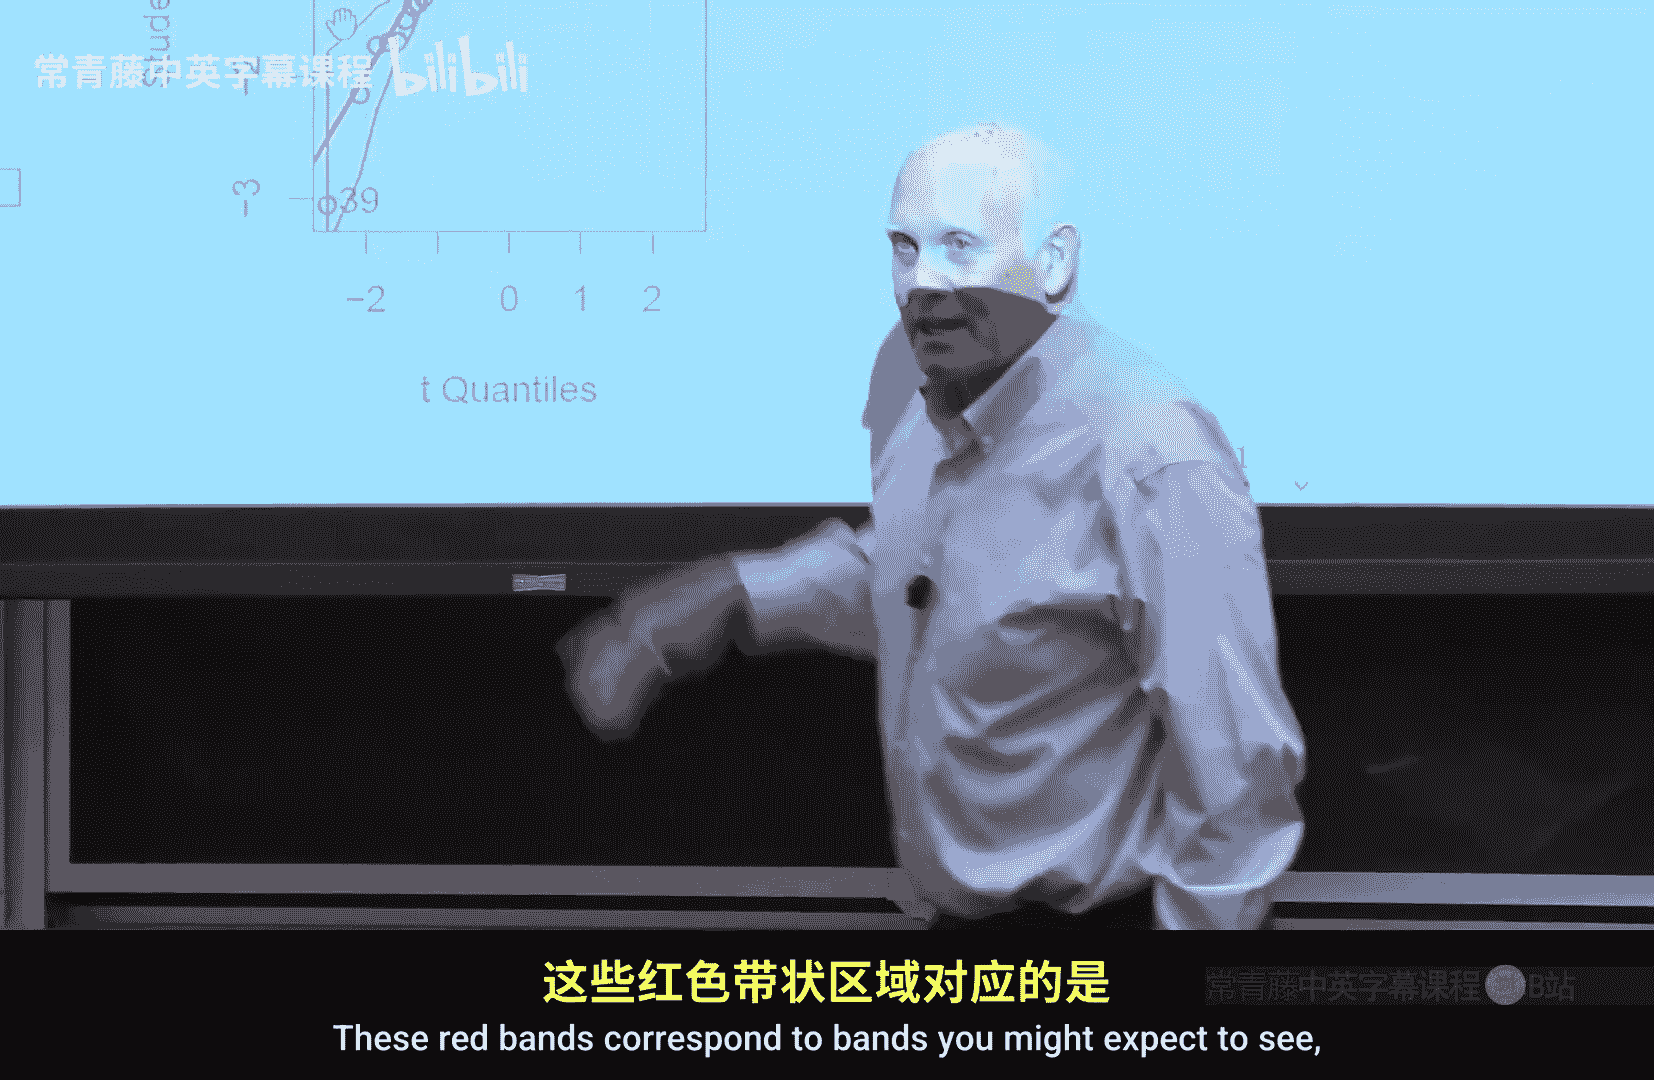 常青藤中英字幕课程 bilibili
-3
39
-2 0 1 2
t Quantiles
这些红色带状区域对应的是
常青藤中英字幕课程 B站
These red bands correspond to bands you might expect to see,